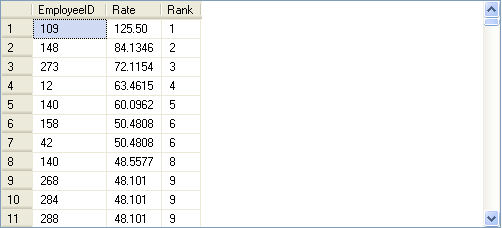 EmployeeID Rate Rank
1 109 125.50 1
2 148 84.1346 2
3 273 72.1154 3
4 12 63.4615 4
5 140 60.0962 5
6 158 50.4808 6
7 42 50.4808 6
8 140 48.5577 8
9 268 48.101 9
10 284 48.101 9
11 288 48.101 9